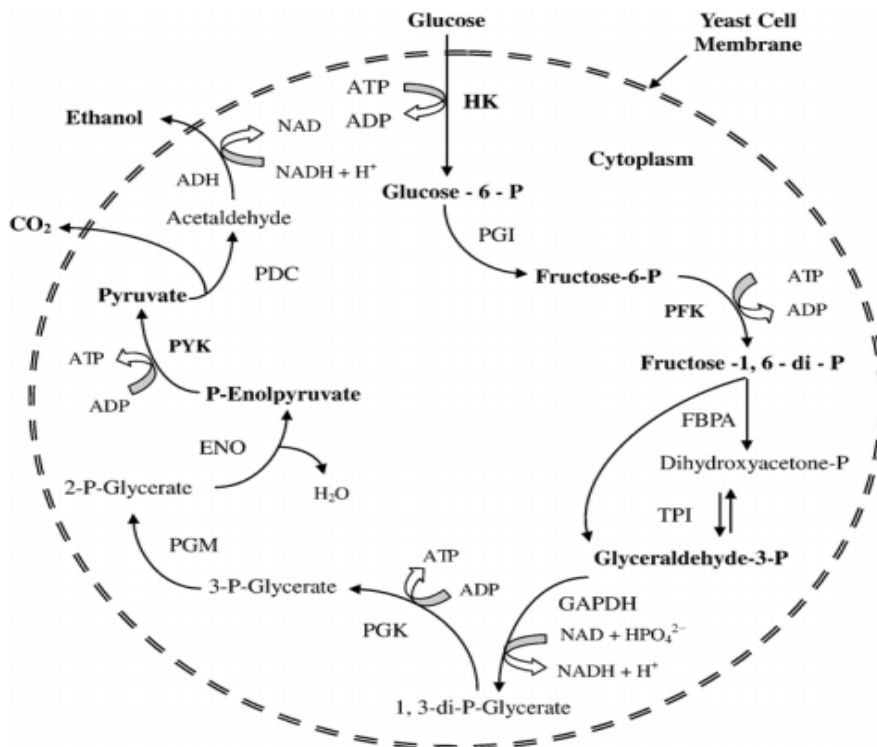 Glucose
Yeast Cell
Membrane
ATP
HK
ADP
Ethanol
NAD
NADH + H⁺
ADH
Cytoplasm
Glucose - 6 - P
Acetaldehyde
CO₂
PGI
PDC
Fructose-6-P
ATP
Pyruvate
PFK
ADP
PYK
ATP
Fructose -1, 6 - di - P
ADP
P-Enolpyruvate
FBPA
ENO
Dihydroxyacetone-P
2-P-Glycerate
H₂O
TPI
PGM
ATP
Glyceraldehyde-3-P
3-P-Glycerate
ADP
GAPDH
PGK
NAD + HPO₄²⁻
NADH + H⁺
1, 3-di-P-Glycerate